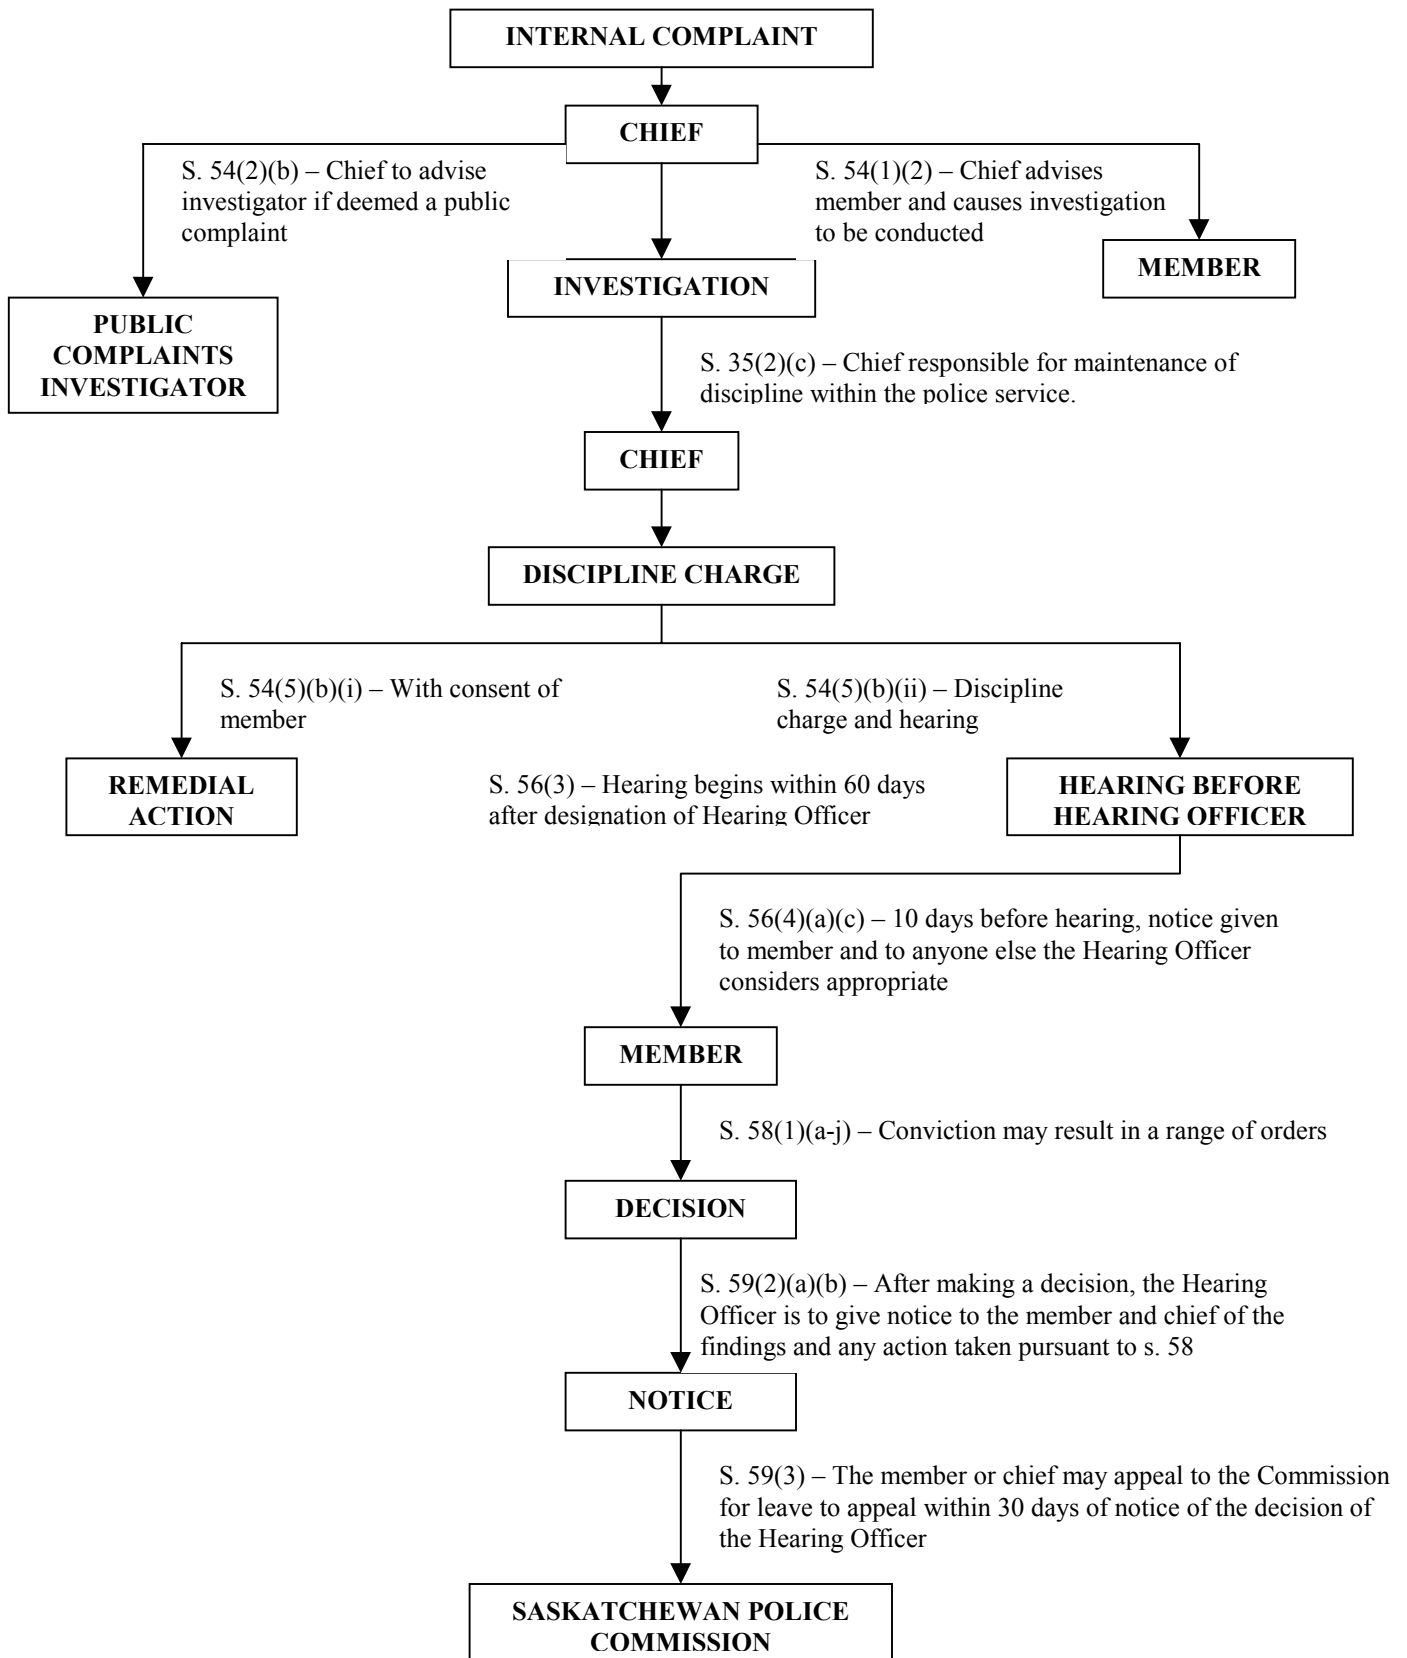 INTERNAL COMPLAINT
CHIEF
S. 54(2)(b) – Chief to advise
investigator if deemed a public
complaint
S. 54(1)(2) – Chief advises
member and causes investigation
to be conducted
MEMBER
INVESTIGATION
PUBLIC
COMPLAINTS
INVESTIGATOR
S. 35(2)(c) – Chief responsible for maintenance of
discipline within the police service.
CHIEF
DISCIPLINE CHARGE
S. 54(5)(b)(i) – With consent of
member
S. 54(5)(b)(ii) – Discipline
charge and hearing
REMEDIAL
ACTION
S. 56(3) – Hearing begins within 60 days
after designation of Hearing Officer
HEARING BEFORE
HEARING OFFICER
S. 56(4)(a)(c) – 10 days before hearing, notice given
to member and to anyone else the Hearing Officer
considers appropriate
MEMBER
S. 58(1)(a-j) – Conviction may result in a range of orders
DECISION
S. 59(2)(a)(b) – After making a decision, the Hearing
Officer is to give notice to the member and chief of the
findings and any action taken pursuant to s. 58
NOTICE
S. 59(3) – The member or chief may appeal to the Commission
for leave to appeal within 30 days of notice of the decision of
the Hearing Officer
SASKATCHEWAN POLICE
COMMISSION